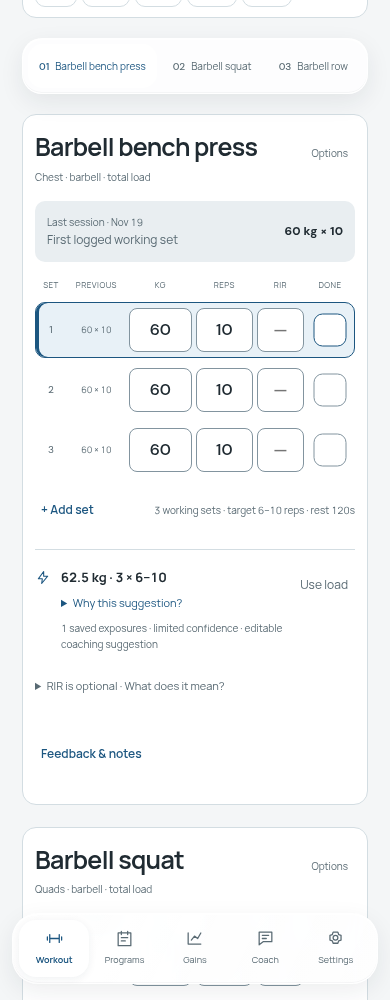 01 Barbell bench press 02 Barbell squat 03 Barbell row
Barbell bench press
Options
Chest · barbell · total load
Last session · Nov 19
First logged working set
60 kg × 10
SET PREVIOUS KG REPS RIR DONE
1 60 × 10 60 10 —
2 60 × 10 60 10 —
3 60 × 10 60 10 —
+ Add set 3 working sets · target 6–10 reps · rest 120s
62.5 kg · 3 × 6–10
Use load
▶ Why this suggestion?
1 saved exposures · limited confidence · editable
coaching suggestion
▶ RIR is optional · What does it mean?
Feedback & notes
Barbell squat
Options
Quads · barbell · total load
Workout Programs Gains Coach Settings